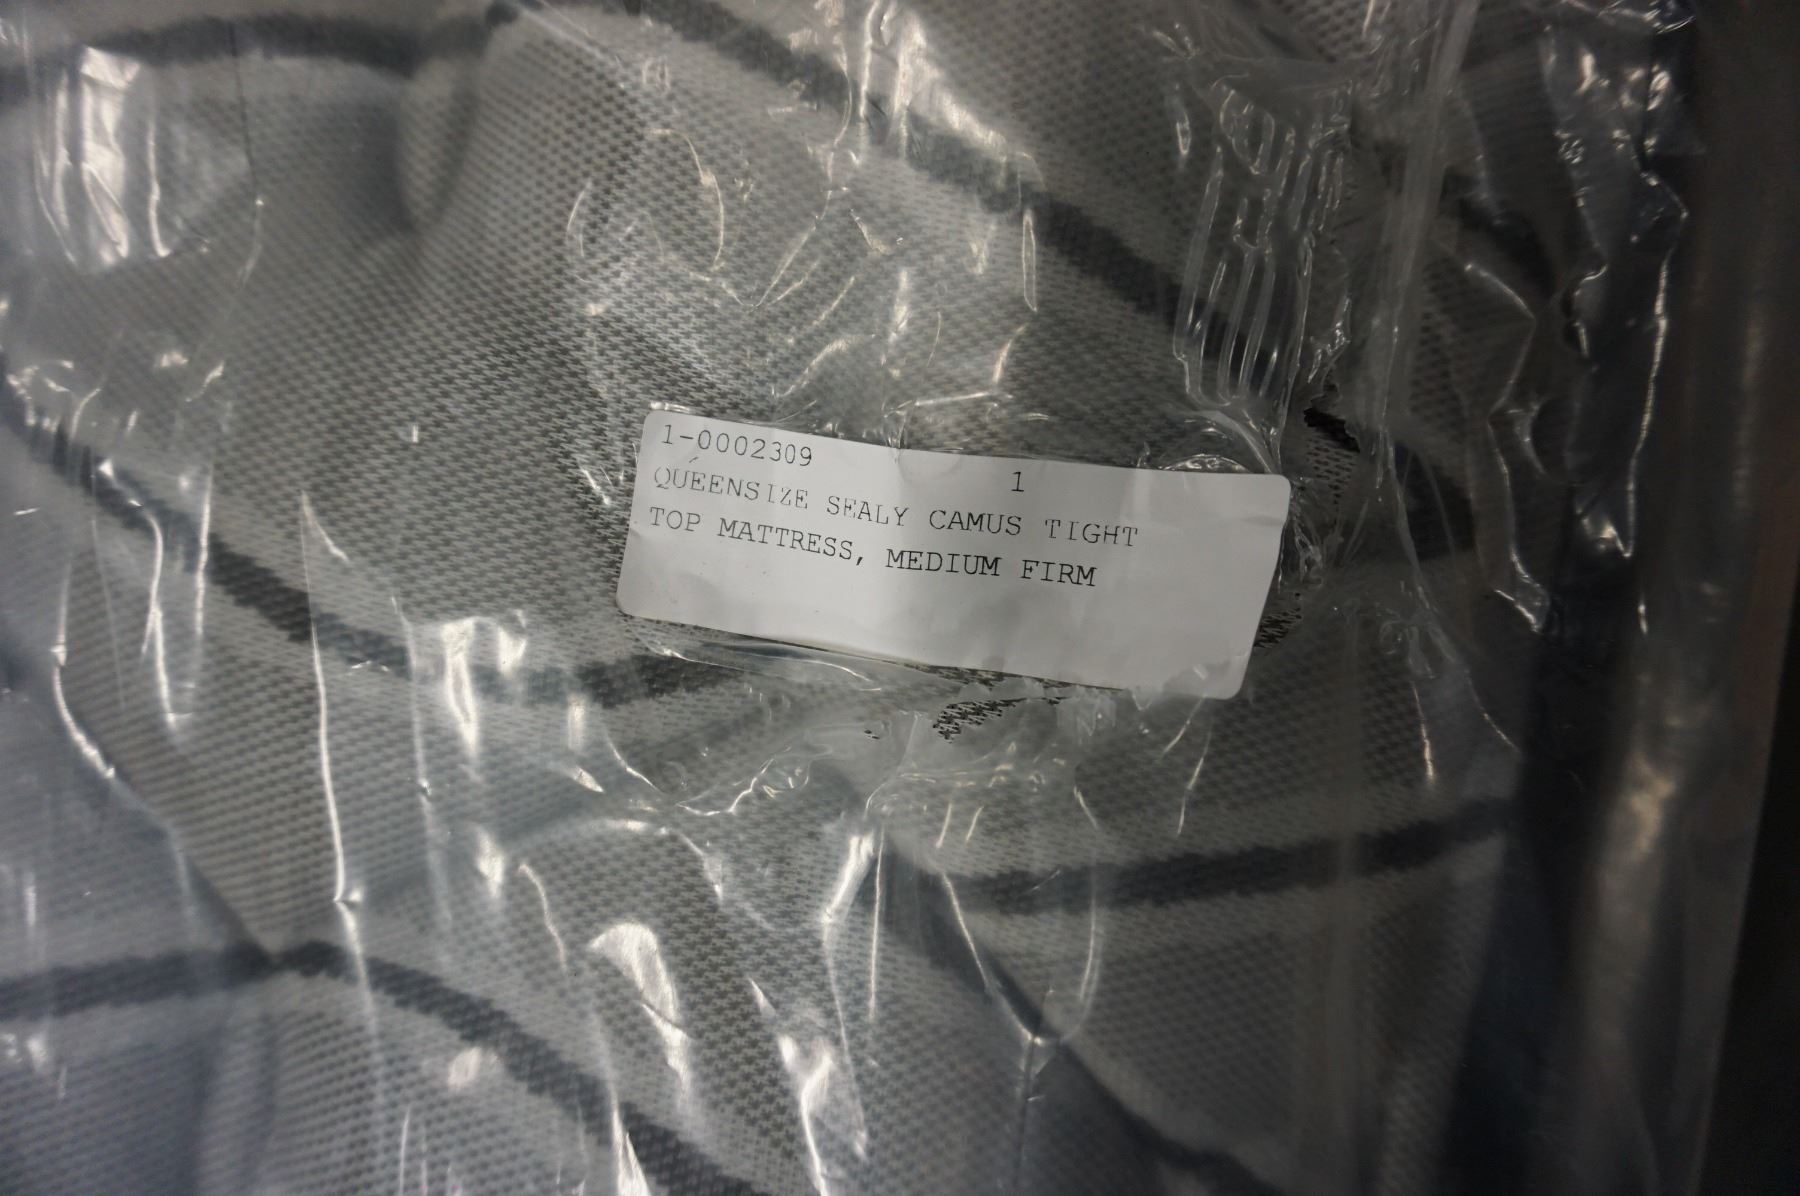 1-0002309 1
QUEENSIZE SEALY CAMUS TIGHT
TOP MATTRESS, MEDIUM FIRM